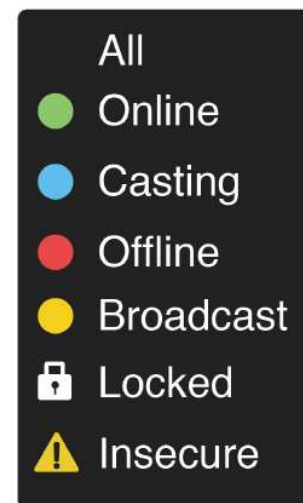 All
Online
Casting
Offline
Broadcast
Locked
Insecure